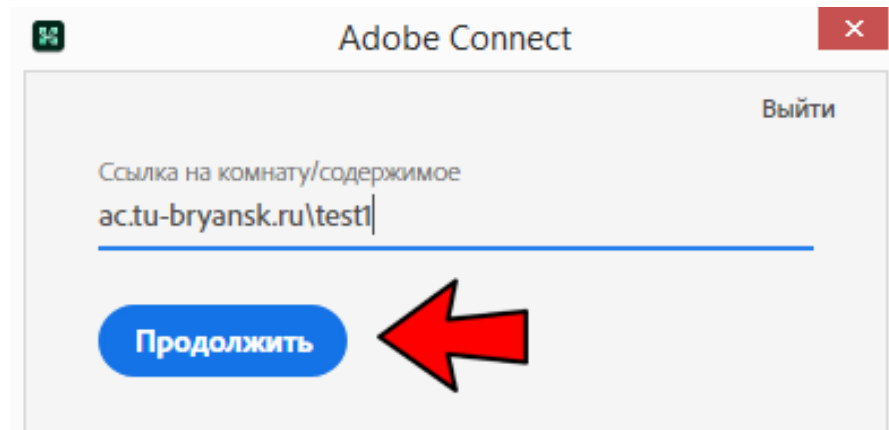 Adobe Connect
Выйти
Ссылка на комнату/содержимое
ac.tu-bryansk.ru\test1
Продолжить